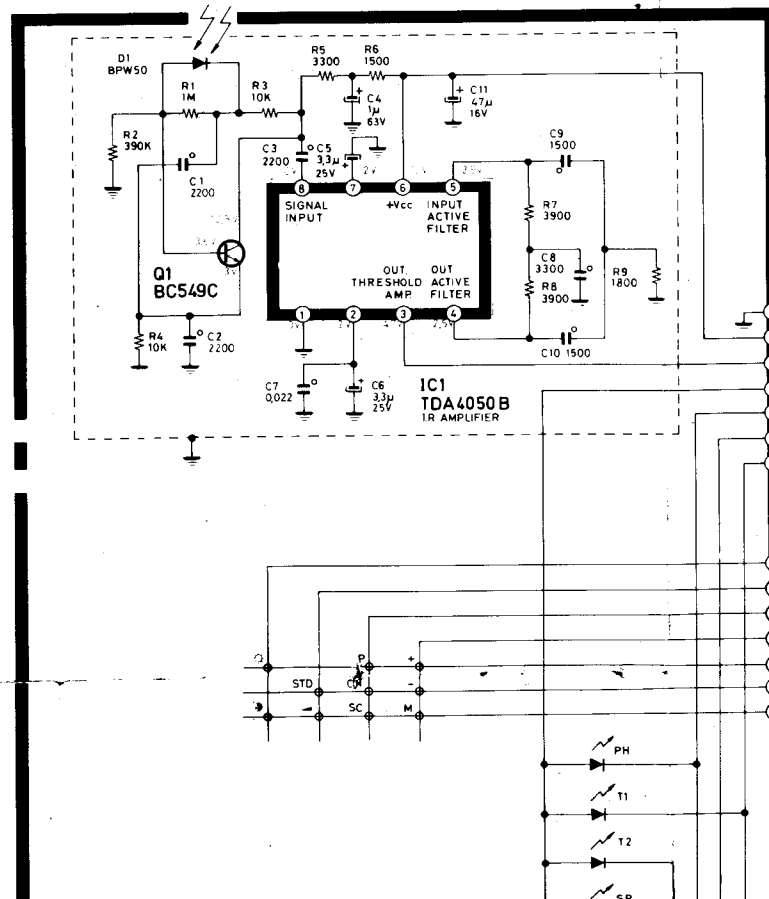 D1
BPW50
R1
1M
R3
10K
R2
390K
C1
2200
R5
3300
R6
1500
C4
1µ
63V
C11
47µ
16V
C3
2200
C5
3,3µ
25V
C9
1500
8
7
6
5
SIGNAL
INPUT
+Vcc
INPUT
ACTIVE
FILTER
R7
3900
C8
3300
R8
3900
R9
1800
Q1
BC549C
3V
OUT.
THRESHOLD
AMP.
OUT
ACTIVE
FILTER
1
2
3
4
2,5V
R4
10K
C2
2200
C10 1500
C7
0,022
C6
3,3µ
25V
IC1
TDA4050B
I.R AMPLIFIER
P
+
STD
-
SC
M
PH
T1
T2
SP